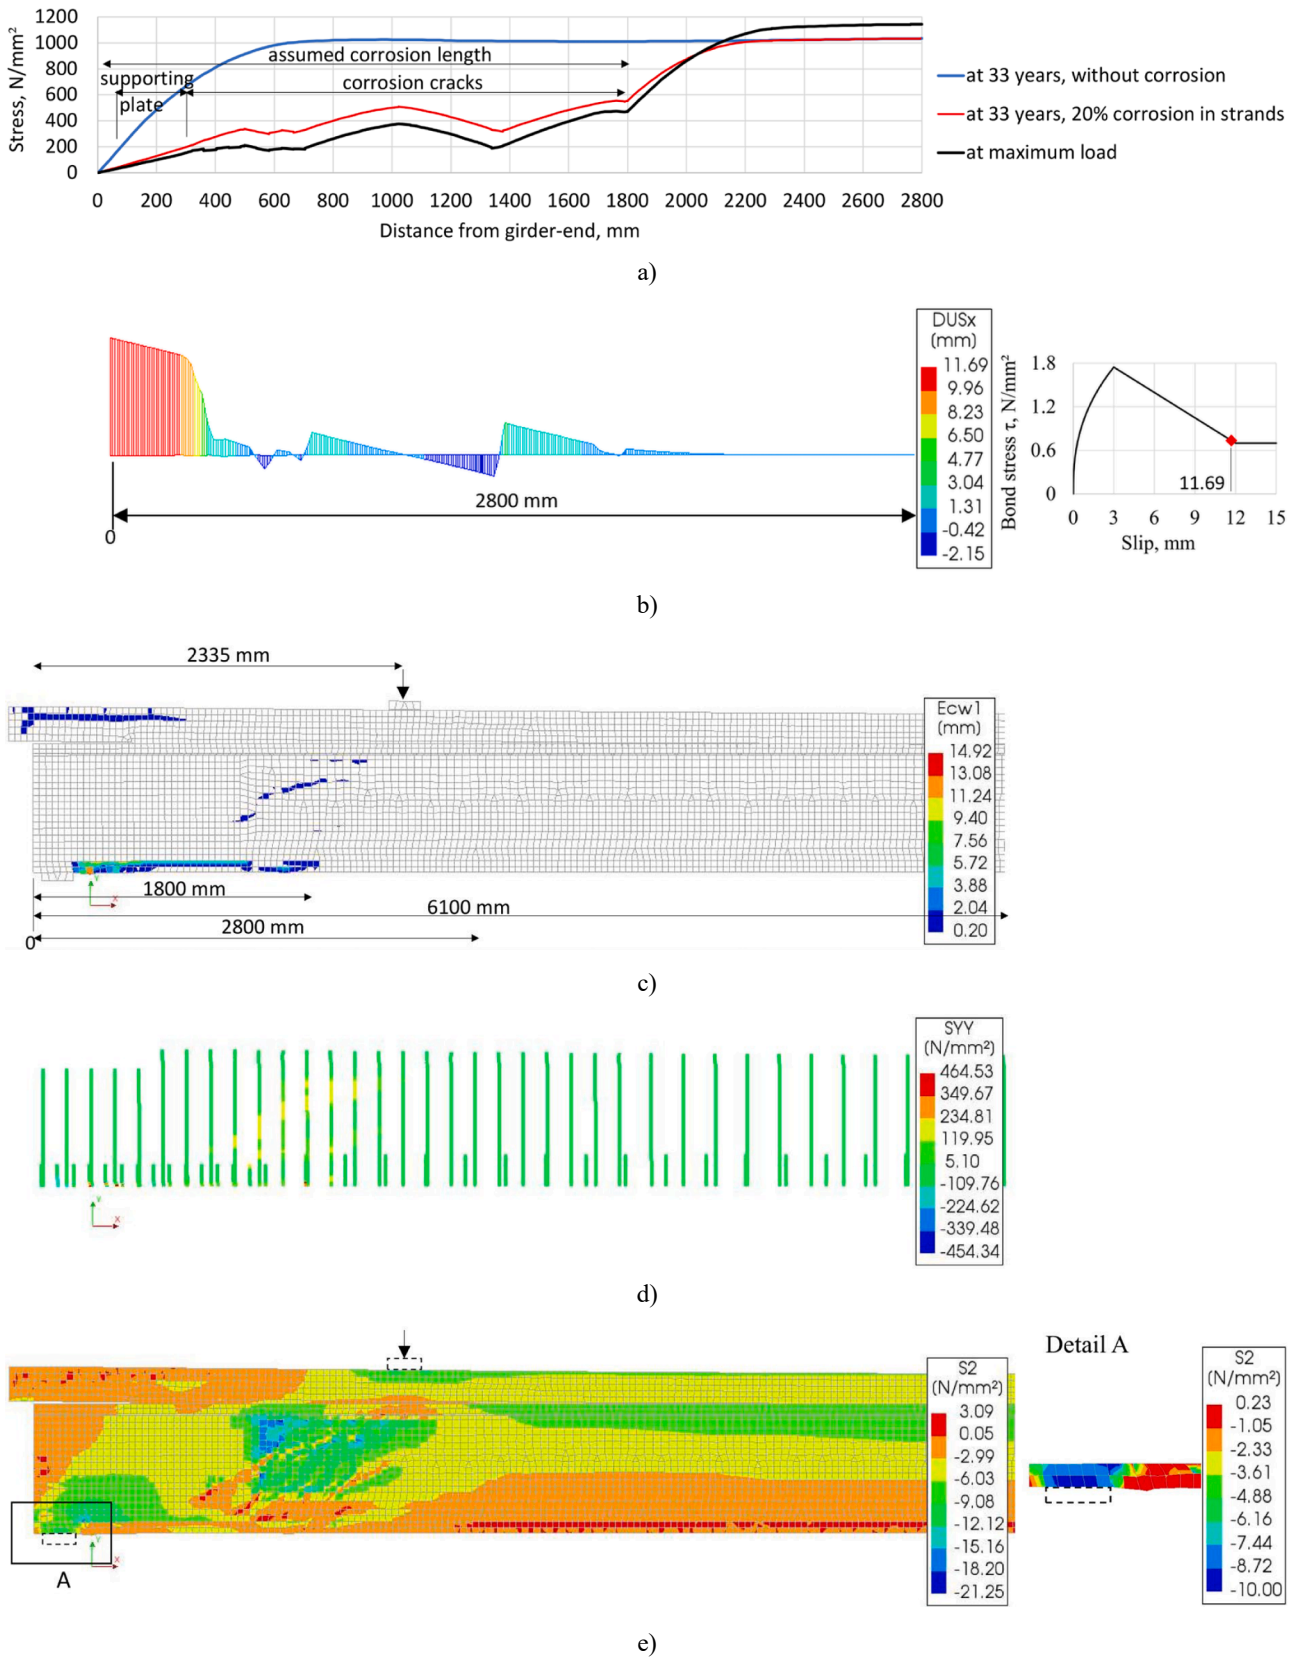 1200
1000
800
600
400
200
0
Stress, N/mm²
assumed corrosion length
supporting
plate
corrosion cracks
0 200 400 600 800 1000 1200 1400 1600 1800 2000 2200 2400 2600 2800
Distance from girder-end, mm
at 33 years, without corrosion
at 33 years, 20% corrosion in strands
at maximum load
a)
DUSx
(mm)
11.69
9.96
8.23
6.50
4.77
3.04
1.31
-0.42
-2.15
2800 mm
0
Bond stress τ, N/mm²
1.8
1.2
0.6
0
11.69
0 3 6 9 12 15
Slip, mm
b)
2335 mm
Ecw1
(mm)
14.92
13.08
11.24
9.40
7.56
5.72
3.88
2.04
0.20
Y
X
1800 mm
6100 mm
2800 mm
0
c)
SYY
(N/mm²)
464.53
349.67
234.81
119.95
5.10
-109.76
-224.62
-339.48
-454.34
Y
X
d)
S2
(N/mm²)
3.09
0.05
-2.99
-6.03
-9.08
-12.12
-15.16
-18.20
-21.25
Y
X
A
Detail A
S2
(N/mm²)
0.23
-1.05
-2.33
-3.61
-4.88
-6.16
-7.44
-8.72
-10.00
e)